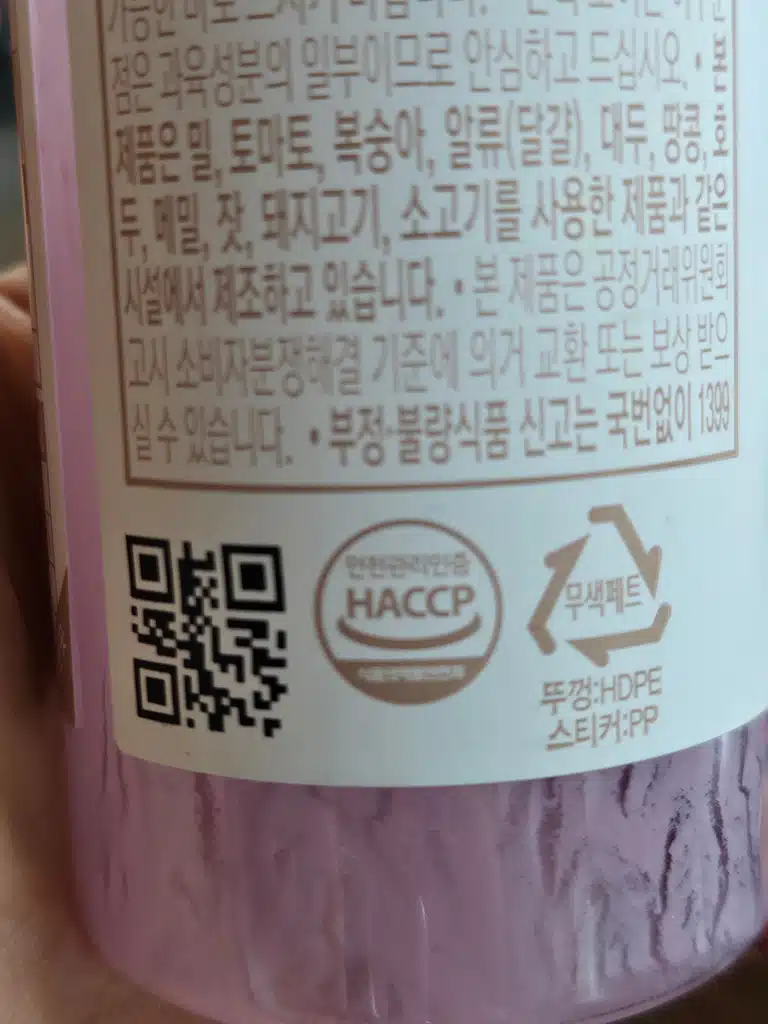 점은 과육성분의 일부이므로 안심하고 드십시오. • 본
제품은 밀, 토마토, 복숭아, 알류(달걀), 대두, 땅콩, 호
두, 메밀, 잣, 돼지고기, 소고기를 사용한 제품과 같은
시설에서 제조하고 있습니다. • 본 제품은 공정거래위원회
고시 소비자분쟁해결 기준에 의거 교환 또는 보상 받으
실 수 있습니다. • 부정·불량식품 신고는 국번없이 1399
안전관리인증
HACCP
무색페트
뚜껑:HDPE
스티커:PP